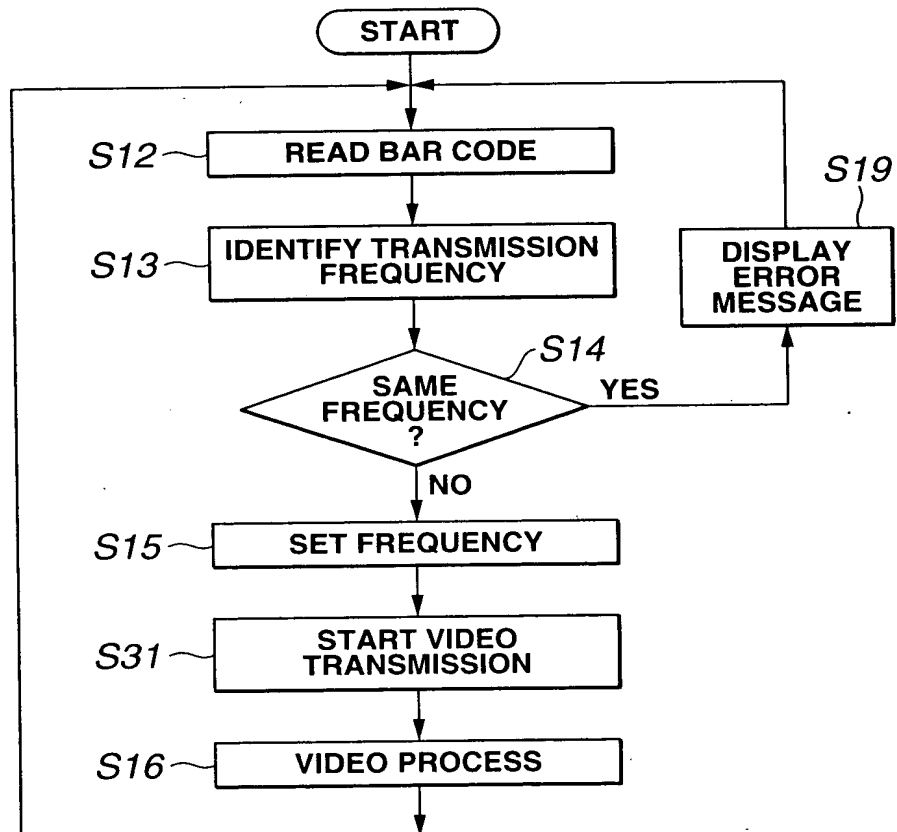 START
S12
READ BAR CODE
S19
S13
IDENTIFY TRANSMISSION
FREQUENCY
DISPLAY
ERROR
MESSAGE
S14
SAME
FREQUENCY
?
YES
NO
S15
SET FREQUENCY
S31
START VIDEO
TRANSMISSION
S16
VIDEO PROCESS